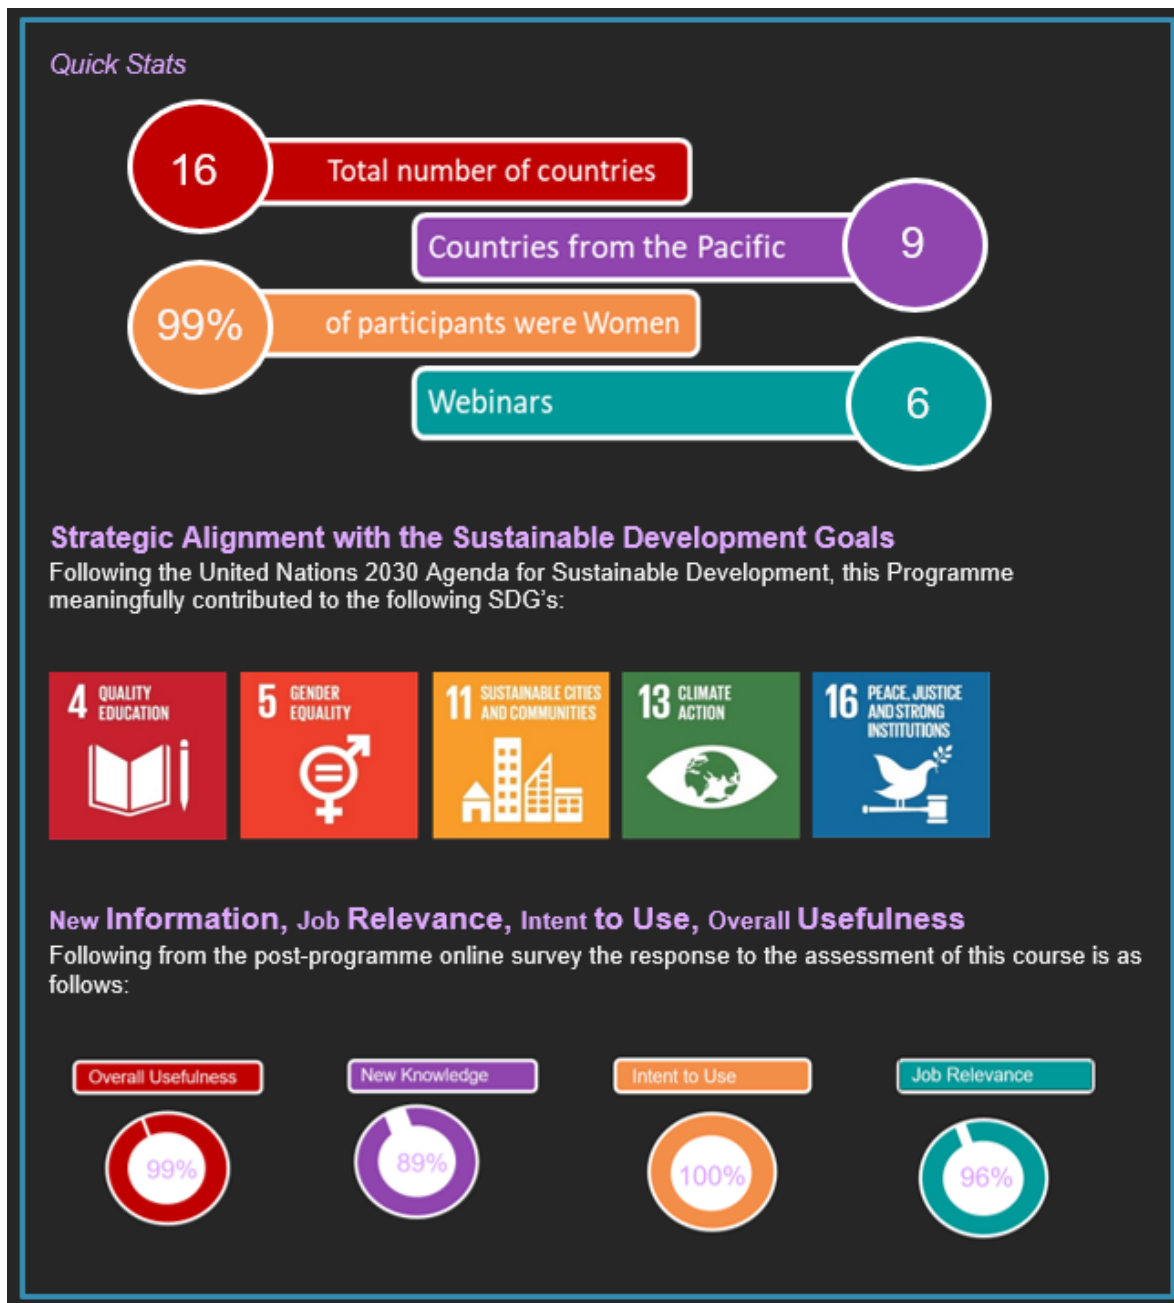 Quick Stats
16
Total number of countries
Countries from the Pacific
9
99%
of participants were Women
Webinars
6
Strategic Alignment with the Sustainable Development Goals
Following the United Nations 2030 Agenda for Sustainable Development, this Programme
meaningfully contributed to the following SDG's:
4 QUALITY
EDUCATION
5 GENDER
EQUALITY
11 SUSTAINABLE CITIES
AND COMMUNITIES
13 CLIMATE
ACTION
16 PEACE, JUSTICE
AND STRONG
INSTITUTIONS
New Information, Job Relevance, Intent to Use, Overall Usefulness
Following from the post-programme online survey the response to the assessment of this course is as
follows:
Overall Usefulness
99%
New Knowledge
89%
Intent to Use
100%
Job Relevance
96%